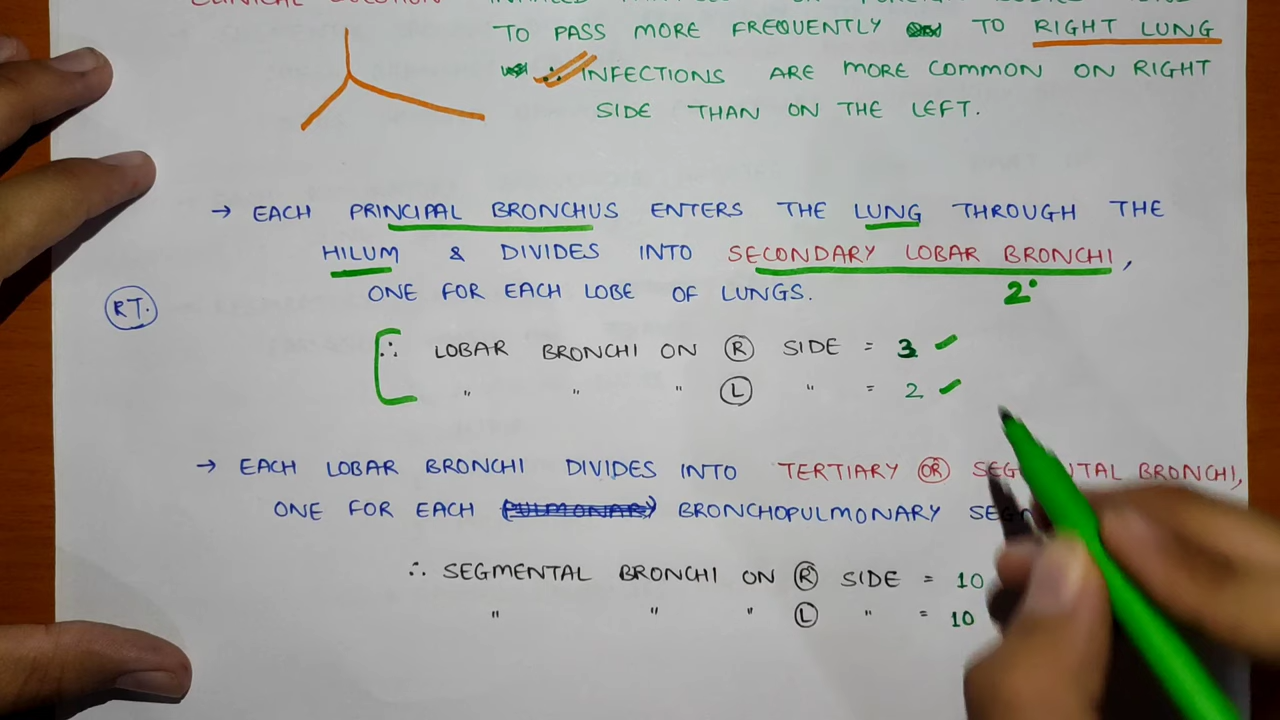 TO PASS MORE FREQUENTLY TO RIGHT LUNG
∴ INFECTIONS ARE MORE COMMON ON RIGHT
SIDE THAN ON THE LEFT.
→ EACH PRINCIPAL BRONCHUS ENTERS THE LUNG THROUGH THE
HILUM & DIVIDES INTO SECONDARY LOBAR BRONCHI,
2°
ONE FOR EACH LOBE OF LUNGS.
RT.
∴ LOBAR BRONCHI ON R SIDE = 3
" " " L " = 2
→ EACH LOBAR BRONCHI DIVIDES INTO TERTIARY OR SEGMENTAL BRONCHI,
ONE FOR EACH BRONCHOPULMONARY
∴ SEGMENTAL BRONCHI ON R SIDE = 10
" " " L " = 10